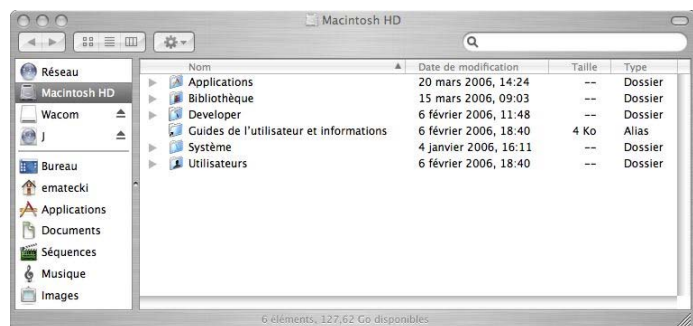 Macintosh HD
Réseau
Macintosh HD
Wacom
J
Bureau
ematecki
Applications
Documents
Séquences
Musique
Images
Nom Date de modification Taille Type
Applications 20 mars 2006, 14:24 -- Dossier
Bibliothèque 15 mars 2006, 09:03 -- Dossier
Developer 6 février 2006, 11:48 -- Dossier
Guides de l'utilisateur et informations 6 février 2006, 18:40 4 Ko Alias
Système 4 janvier 2006, 16:11 -- Dossier
Utilisateurs 6 février 2006, 18:40 -- Dossier
6 éléments, 127,62 Go disponibles